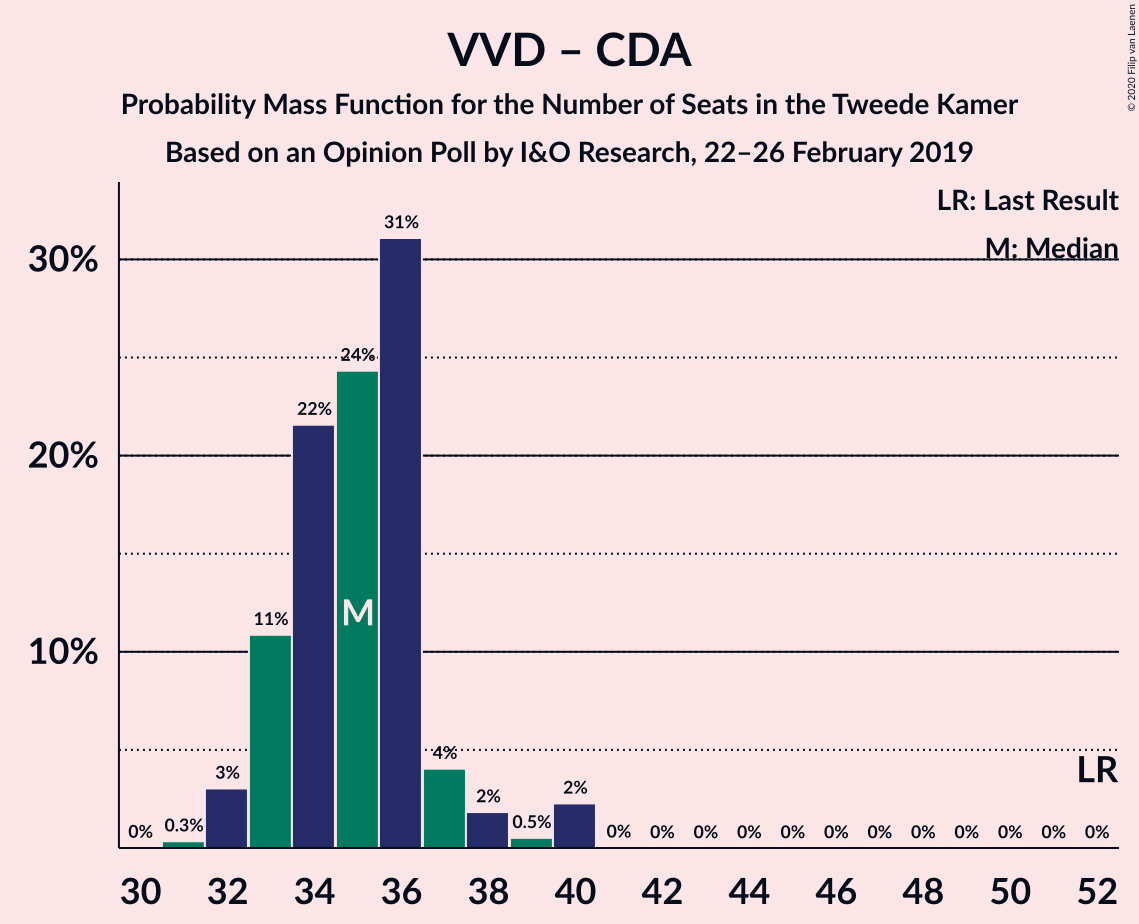 VVD – CDA
Probability Mass Function for the Number of Seats in the Tweede Kamer
Based on an Opinion Poll by I&O Research, 22–26 February 2019
© 2020 Filip van Laenen
LR: Last Result
M: Median
30%
20%
10%
0%
0.3%
3%
11%
22%
24%
31%
4%
2%
0.5%
2%
0%
0%
0%
0%
0%
0%
0%
0%
0%
0%
0%
0%
M
LR
30 32 34 36 38 40 42 44 46 48 50 52